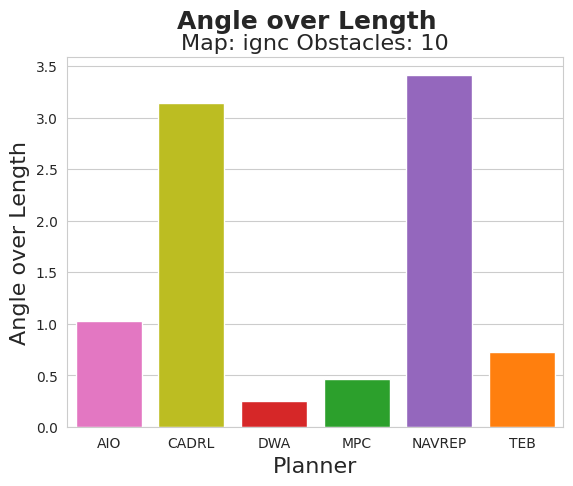 Angle over Length
Map: ignc Obstacles: 10
3.5
3.0
2.5
2.0
1.5
1.0
0.5
0.0
Angle over Length
AIO CADRL DWA MPC NAVREP TEB
Planner